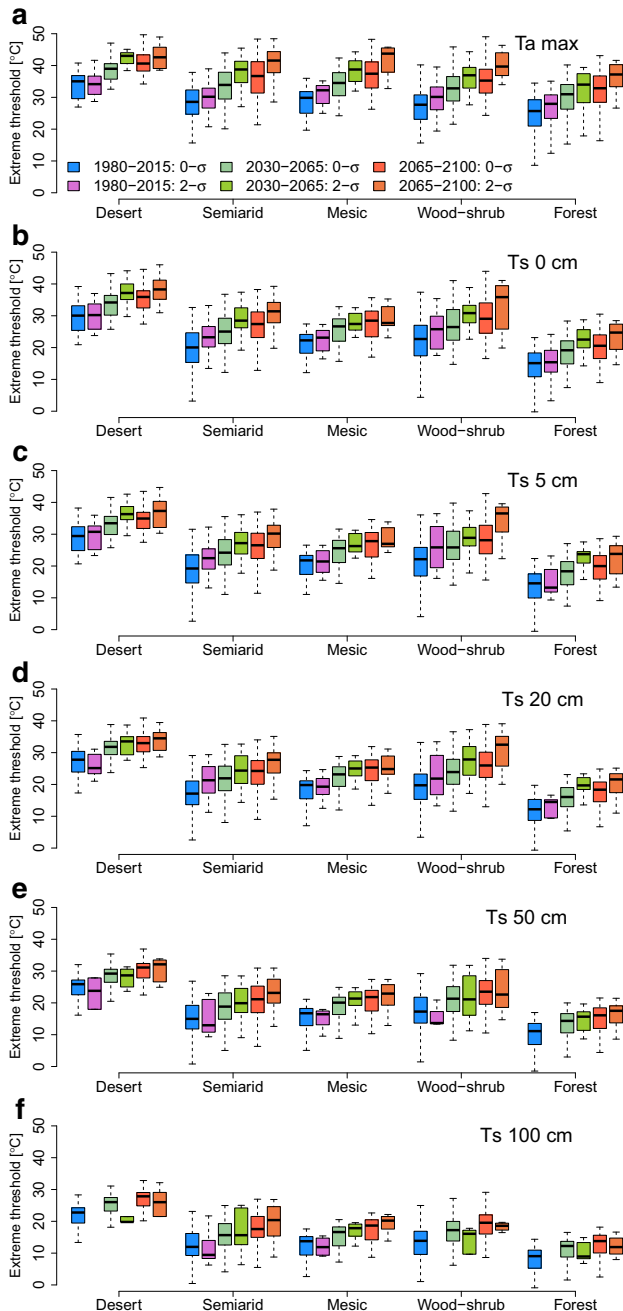 a
Ta max
Extreme threshold [°C]
0 10 20 30 40 50
1980−2015: 0−σ 2030−2065: 0−σ 2065−2100: 0−σ
1980−2015: 2−σ 2030−2065: 2−σ 2065−2100: 2−σ
Desert Semiarid Mesic Wood−shrub Forest
b
Ts 0 cm
Extreme threshold [°C]
0 10 20 30 40 50
Desert Semiarid Mesic Wood−shrub Forest
c
Ts 5 cm
Extreme threshold [°C]
0 10 20 30 40 50
Desert Semiarid Mesic Wood−shrub Forest
d
Ts 20 cm
Extreme threshold [°C]
0 10 20 30 40 50
Desert Semiarid Mesic Wood−shrub Forest
e
Ts 50 cm
Extreme threshold [°C]
0 10 20 30 40 50
Desert Semiarid Mesic Wood−shrub Forest
f
Ts 100 cm
Extreme threshold [°C]
0 10 20 30 40 50
Desert Semiarid Mesic Wood−shrub Forest